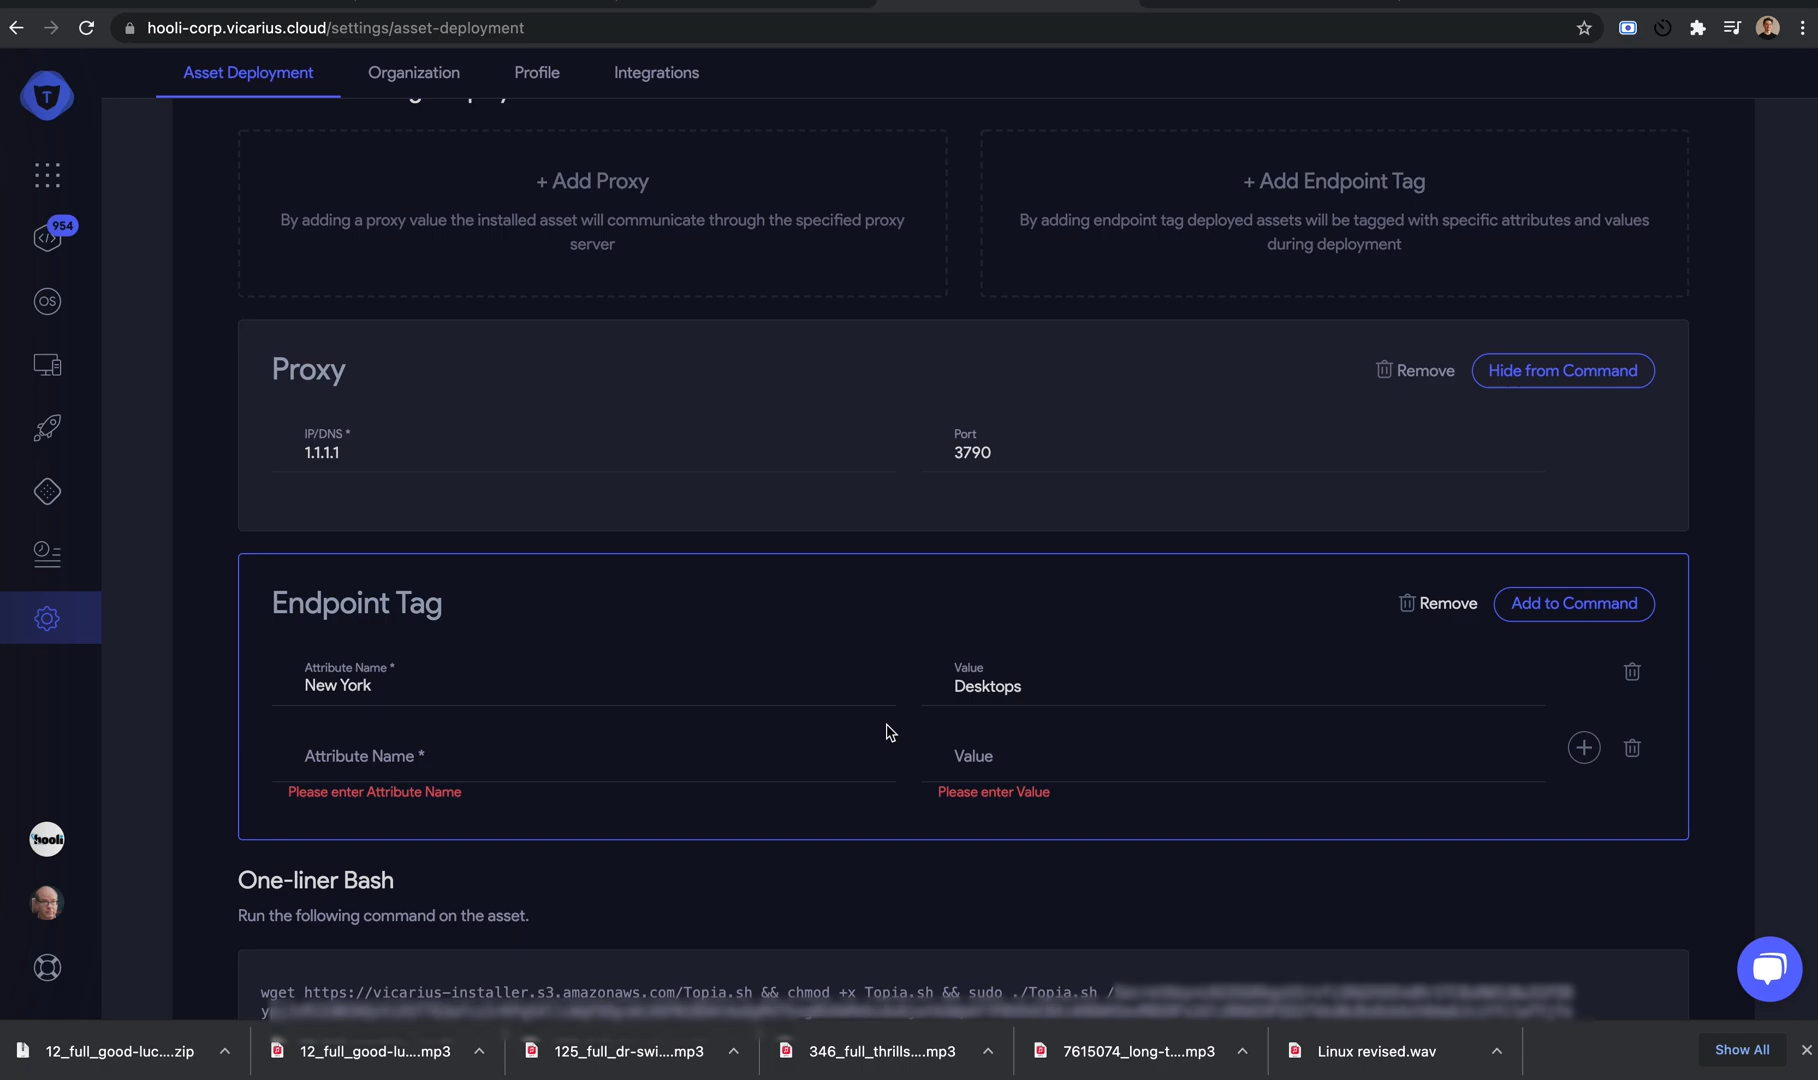 hooli-corp.vicarius.cloud/settings/asset-deployment
T
Asset Deployment
Organization
Profile
Integrations
+ Add Proxy
By adding a proxy value the installed asset will communicate through the specified proxy
server
+ Add Endpoint Tag
By adding endpoint tag deployed assets will be tagged with specific attributes and values
during deployment
954
OS
Proxy
Remove
Hide from Command
IP/DNS *
1.1.1.1
Port
3790
Endpoint Tag
Remove
Add to Command
Attribute Name *
New York
Value
Desktops
Attribute Name *
Value
Please enter Attribute Name
Please enter Value
hooli
One-liner Bash
Run the following command on the asset.
wget https://vicarius-installer.s3.amazonaws.com/Topia.sh && chmod +x Topia.sh && sudo ./Topia.sh /
12_full_good-luc....zip
12_full_good-lu....mp3
125_full_dr-swi....mp3
346_full_thrills....mp3
7615074_long-t....mp3
Linux revised.wav
Show All